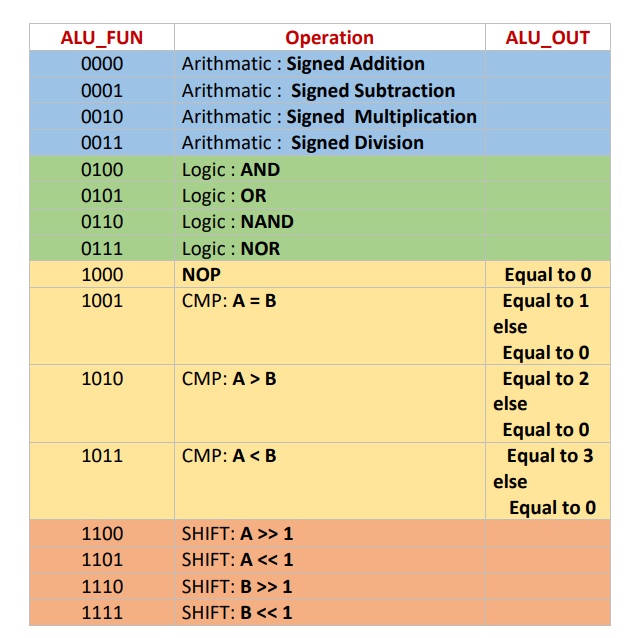 ALU_FUN Operation ALU_OUT
0000 Arithmatic : Signed Addition
0001 Arithmatic :  Signed Subtraction
0010 Arithmatic : Signed  Multiplication
0011 Arithmatic :  Signed Division
0100 Logic : AND
0101 Logic : OR
0110 Logic : NAND
0111 Logic : NOR
1000 NOP Equal to 0
1001 CMP: A = B Equal to 1
else
Equal to 0
1010 CMP: A > B Equal to 2
else
Equal to 0
1011 CMP: A < B Equal to 3
else
Equal to 0
1100 SHIFT: A >> 1
1101 SHIFT: A << 1
1110 SHIFT: B >> 1
1111 SHIFT: B << 1